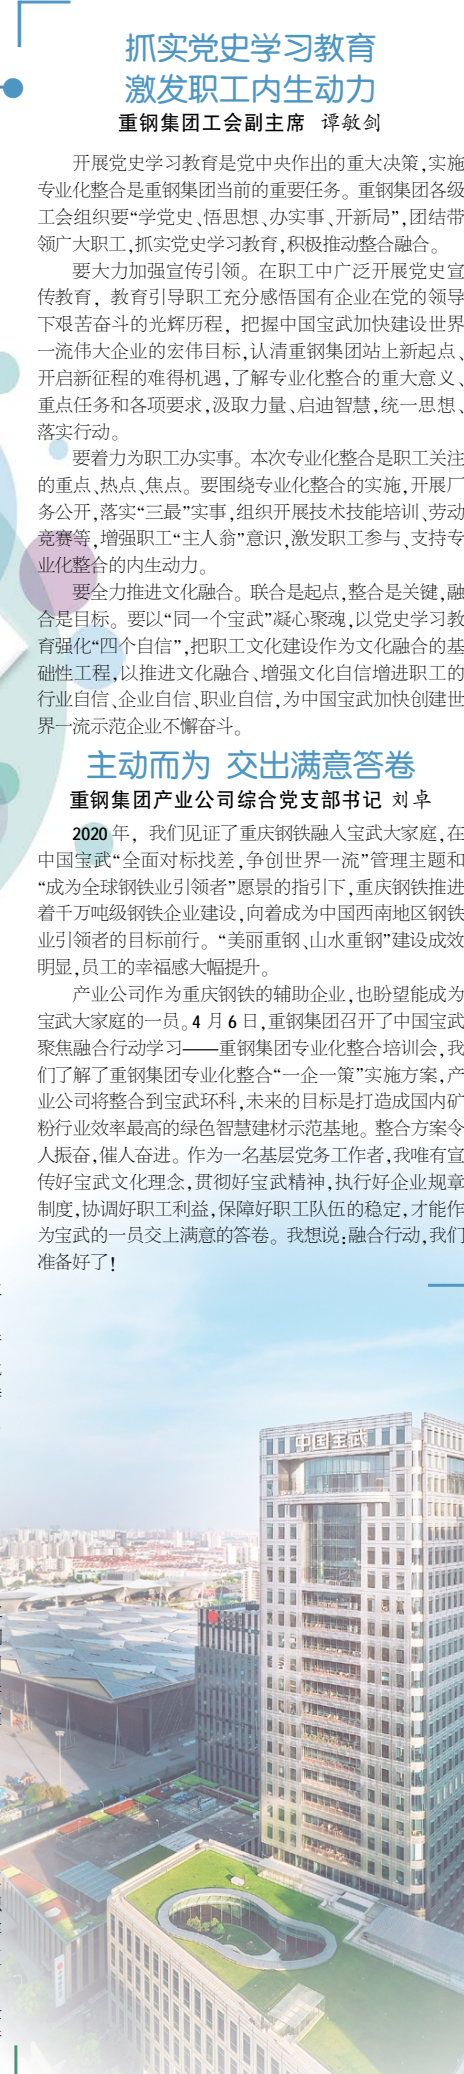 抓实党史学习教育
激发职工内生动力
重钢集团工会副主席 谭敏剑
开展党史学习教育是党中央作出的重大决策,实施
专业化整合是重钢集团当前的重要任务。重钢集团各级
工会组织要“学党史、悟思想、办实事、开新局”,团结带
领广大职工,抓实党史学习教育,积极推动整合融合。
要大力加强宣传引领。在职工中广泛开展党史宣
传教育，教育引导职工充分感悟国有企业在党的领导
下艰苦奋斗的光辉历程，把握中国宝武加快建设世界
一流伟大企业的宏伟目标,认清重钢集团站上新起点、
开启新征程的难得机遇,了解专业化整合的重大意义、
重点任务和各项要求,汲取力量、启迪智慧,统一思想、
落实行动。
要着力为职工办实事。本次专业化整合是职工关注
的重点、热点、焦点。要围绕专业化整合的实施,开展厂
务公开,落实“三最”实事,组织开展技术技能培训、劳动
竞赛等,增强职工“主人翁”意识,激发职工参与、支持专
业化整合的内生动力。
要全力推进文化融合。联合是起点,整合是关键,融
合是目标。要以“同一个宝武”凝心聚魂,以党史学习教
育强化“四个自信”,把职工文化建设作为文化融合的基
础性工程,以推进文化融合、增强文化自信增进职工的
行业自信、企业自信、职业自信,为中国宝武加快创建世
界一流示范企业不懈奋斗。
主动而为 交出满意答卷
重钢集团产业公司综合党支部书记 刘卓
2020年，我们见证了重庆钢铁融入宝武大家庭,在
中国宝武“全面对标找差,争创世界一流”管理主题和
“成为全球钢铁业引领者”愿景的指引下,重庆钢铁推进
着千万吨级钢铁企业建设,向着成为中国西南地区钢铁
业引领者的目标前行。“美丽重钢、山水重钢”建设成效
明显,员工的幸福感大幅提升。
产业公司作为重庆钢铁的辅助企业,也盼望能成为
宝武大家庭的一员。4月6日,重钢集团召开了中国宝武
聚焦融合行动学习——重钢集团专业化整合培训会,我
们了解了重钢集团专业化整合“一企一策”实施方案,产
业公司将整合到宝武环科,未来的目标是打造成国内矿
粉行业效率最高的绿色智慧建材示范基地。整合方案令
人振奋,催人奋进。作为一名基层党务工作者,我唯有宣
传好宝武文化理念,贯彻好宝武精神,执行好企业规章
制度,协调好职工利益,保障好职工队伍的稳定,才能作
为宝武的一员交上满意的答卷。我想说:融合行动,我们
准备好了!
中国宝武